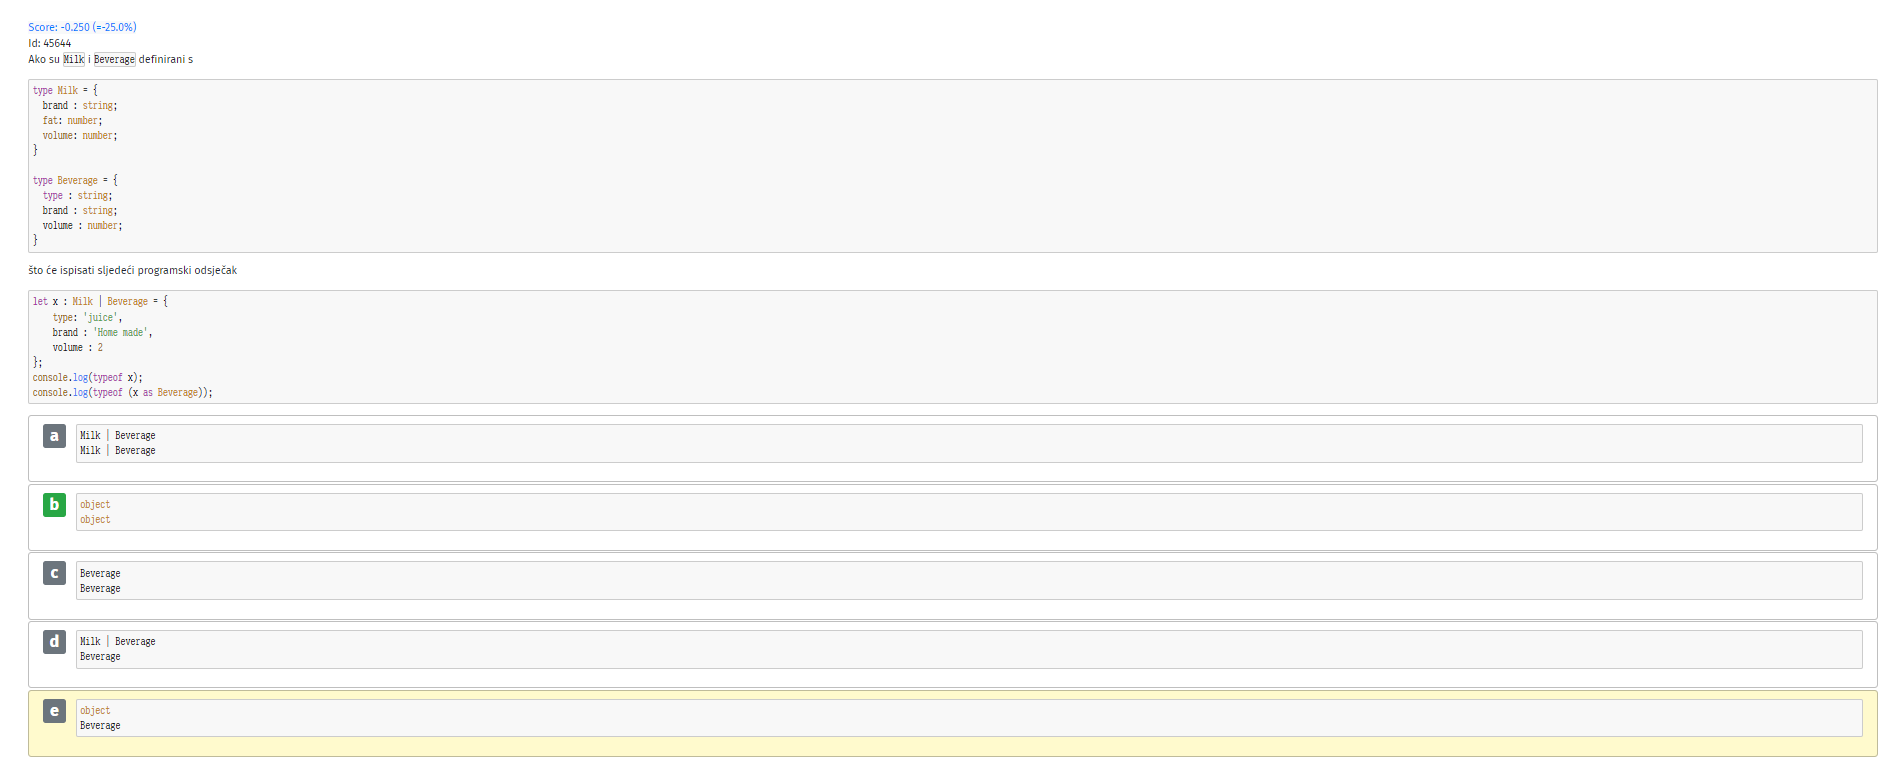 Score: -0.250 (=-25.0%)
Id: 45644
Ako su Milk i Beverage definirani s
type Milk = {
  brand : string;
  fat: number;
  volume: number;
}
type Beverage = {
  type : string;
  brand : string;
  volume : number;
}
što će ispisati sljedeći programski odsječak
let x : Milk | Beverage = {
    type: 'juice',
    brand : 'Home made',
    volume : 2
};
console.log(typeof x);
console.log(typeof (x as Beverage));
a
Milk | Beverage
Milk | Beverage
b
object
object
c
Beverage
Beverage
d
Milk | Beverage
Beverage
e
object
Beverage